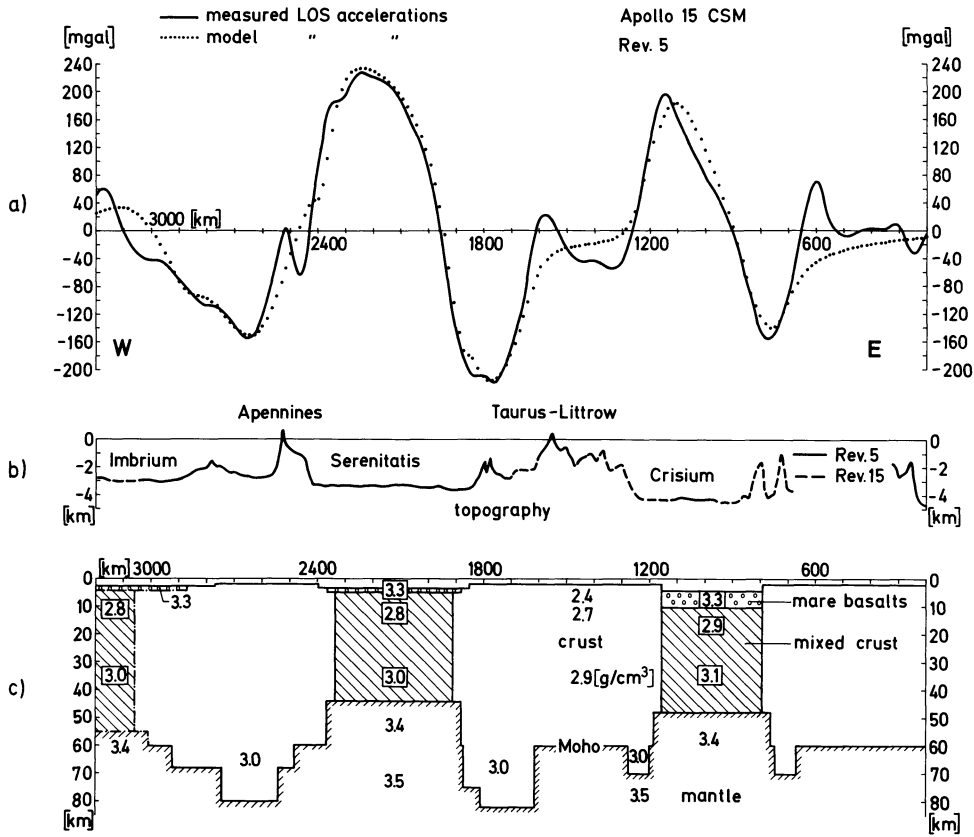 measured LOS accelerations
model " "
Apollo 15 CSM
Rev. 5
[mgal] [mgal]
240 240
200 200
160 160
120 120
80 80
40 40
0 0
-40 -40
-80 -80
-120 -120
-160 -160
-200 -200
a)
3000 [km] 2400 1800 1200 600
W E
mgal mgal
Apennines Taurus-Littrow
b)
0 0
-2 -2
-4 -4
[km] [km]
Imbrium Serenitatis Crisium
Rev.5
Rev.15
topography
c)
[km] 3000 2400 1800 1200 600
0 0
10 10
20 20
30 30
40 40
50 50
60 60
70 70
80 80
[km] [km]
3.3 3.3 2.4 3.3 mare basalts
2.8 2.8 2.7 2.9 mixed crust
crust
3.0 3.0 2.9[g/cm³] 3.1
3.4 3.4 Moho 3.4
3.0 3.0 3.0
3.5 3.5 mantle